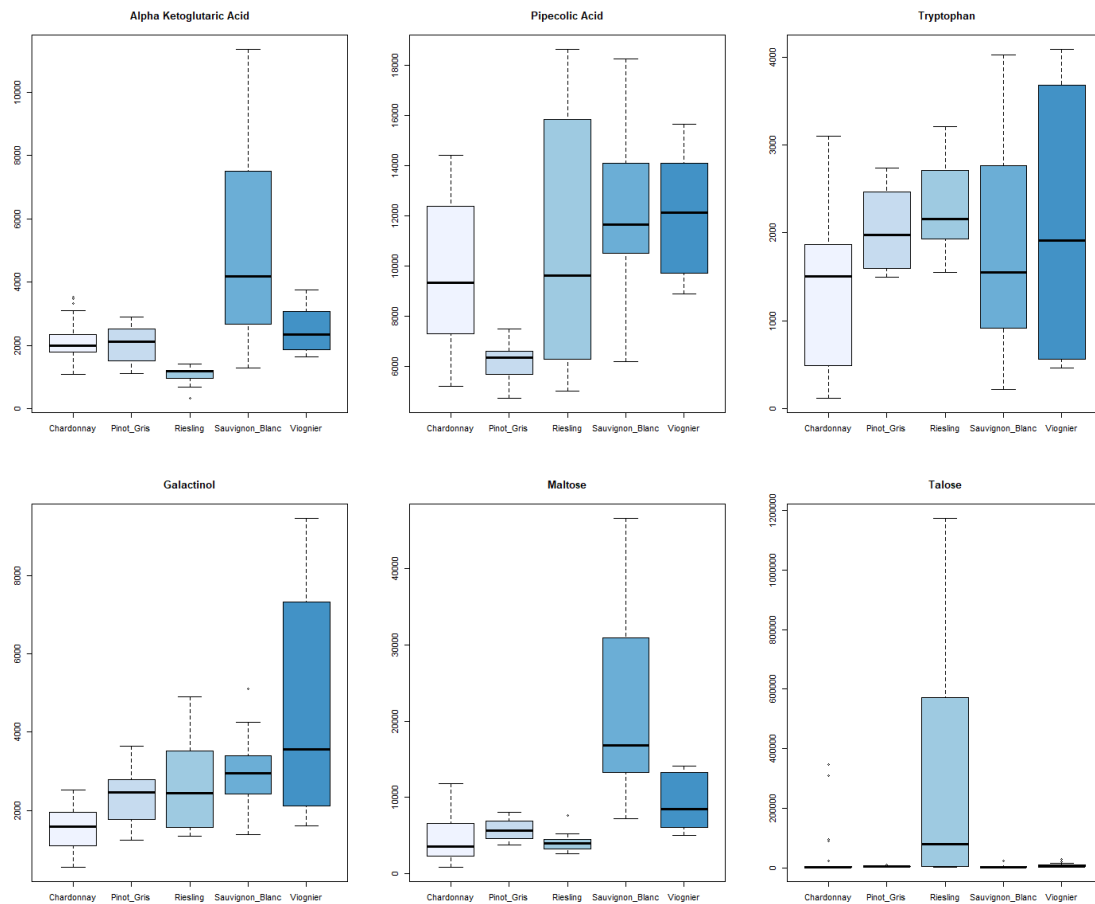 Alpha Ketoglutaric Acid
10000
8000
6000
4000
2000
0
Chardonnay Pinot_Gris Riesling Sauvignon_Blanc Viognier
Pipecolic Acid
18000
16000
14000
12000
10000
8000
6000
Chardonnay Pinot_Gris Riesling Sauvignon_Blanc Viognier
Tryptophan
4000
3000
2000
1000
0
Chardonnay Pinot_Gris Riesling Sauvignon_Blanc Viognier
Galactinol
8000
6000
4000
2000
Chardonnay Pinot_Gris Riesling Sauvignon_Blanc Viognier
Maltose
40000
30000
20000
10000
0
Chardonnay Pinot_Gris Riesling Sauvignon_Blanc Viognier
Talose
1200000
1000000
800000
600000
400000
200000
0
Chardonnay Pinot_Gris Riesling Sauvignon_Blanc Viognier